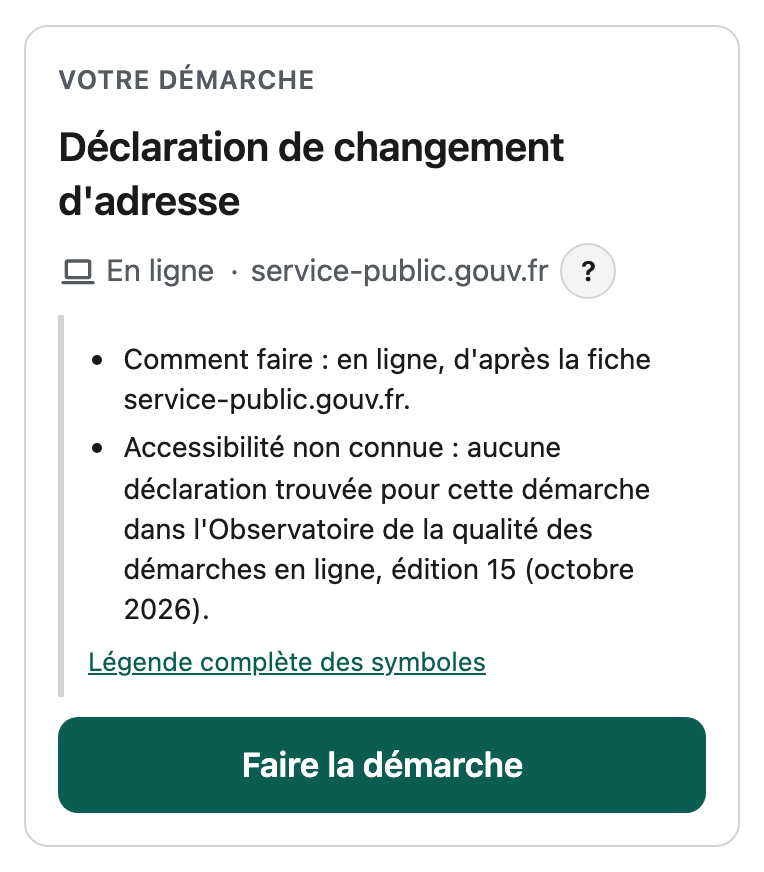 VOTRE DÉMARCHE
Déclaration de changement
d'adresse
En ligne · service-public.gouv.fr ?
• Comment faire : en ligne, d'après la fiche
service-public.gouv.fr.
• Accessibilité non connue : aucune
déclaration trouvée pour cette démarche
dans l'Observatoire de la qualité des
démarches en ligne, édition 15 (octobre
2026).
Légende complète des symboles
Faire la démarche